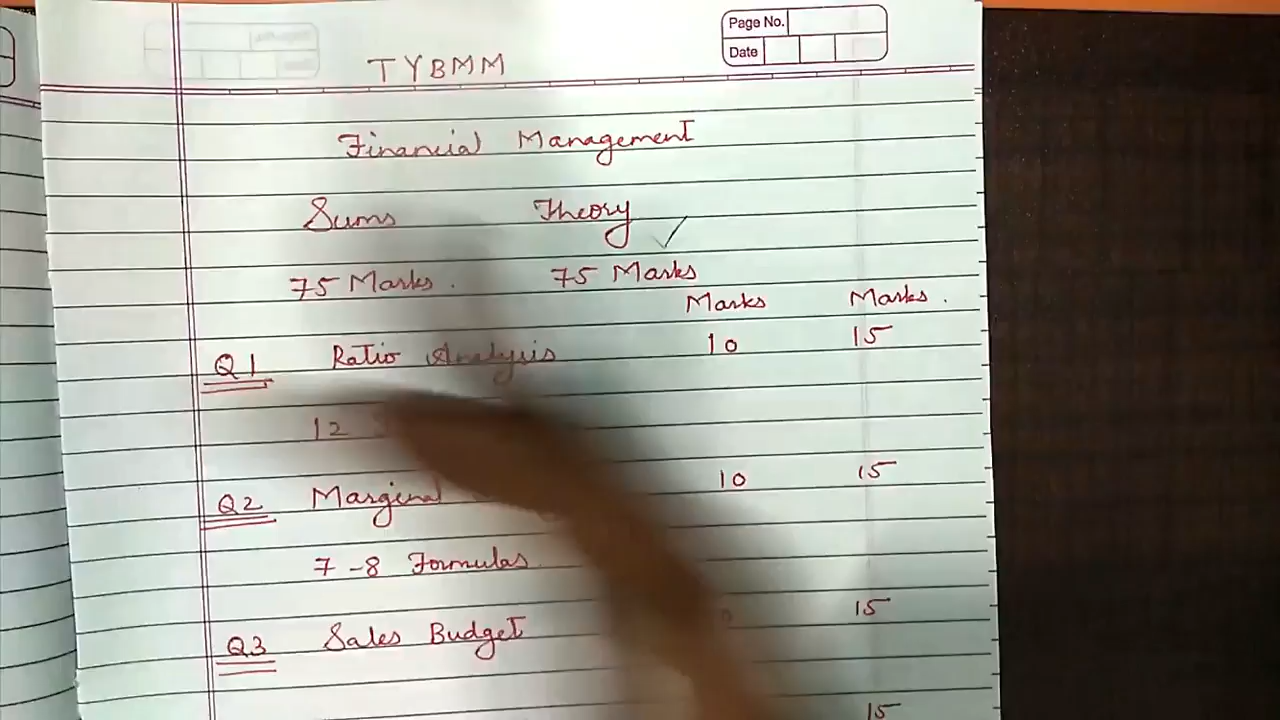 Page No.
Date
TYBMM
Financial Management
Sums Theory
75 Marks. 75 Marks
Marks Marks.
Q1 Ratio Analysis 10 15
12
Q2 Marginal 10 15
7-8 Formulas.
Q3 Sales Budget 15
15